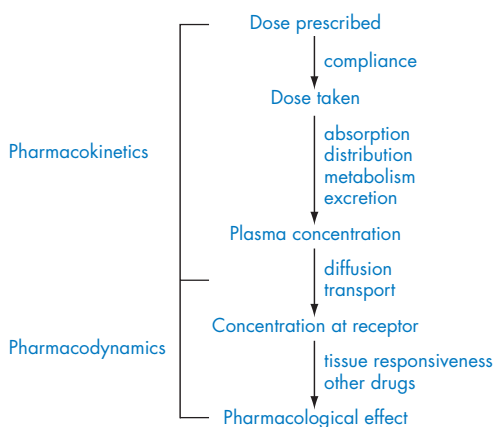 Dose prescribed
compliance
Dose taken
absorption
distribution
Pharmacokinetics
metabolism
excretion
Plasma concentration
diffusion
transport
Concentration at receptor
Pharmacodynamics
tissue responsiveness
other drugs
Pharmacological effect